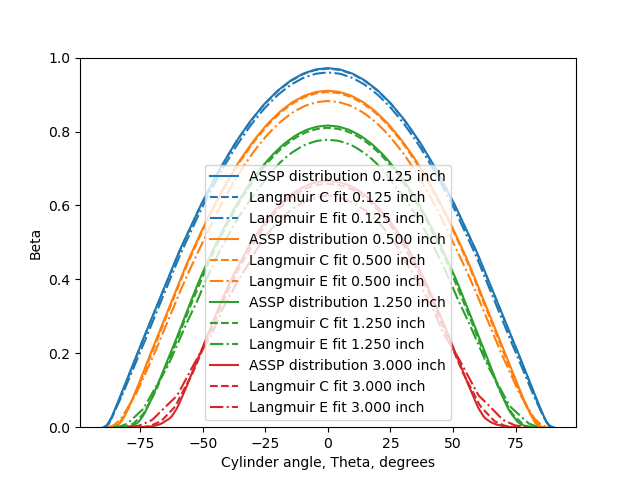 1.0
0.8
0.6
0.4
0.2
0.0
Beta
ASSP distribution 0.125 inch
Langmuir C fit 0.125 inch
Langmuir E fit 0.125 inch
ASSP distribution 0.500 inch
Langmuir C fit 0.500 inch
Langmuir E fit 0.500 inch
ASSP distribution 1.250 inch
Langmuir C fit 1.250 inch
Langmuir E fit 1.250 inch
ASSP distribution 3.000 inch
Langmuir C fit 3.000 inch
Langmuir E fit 3.000 inch
−75 −50 −25 0 25 50 75
Cylinder angle, Theta, degrees